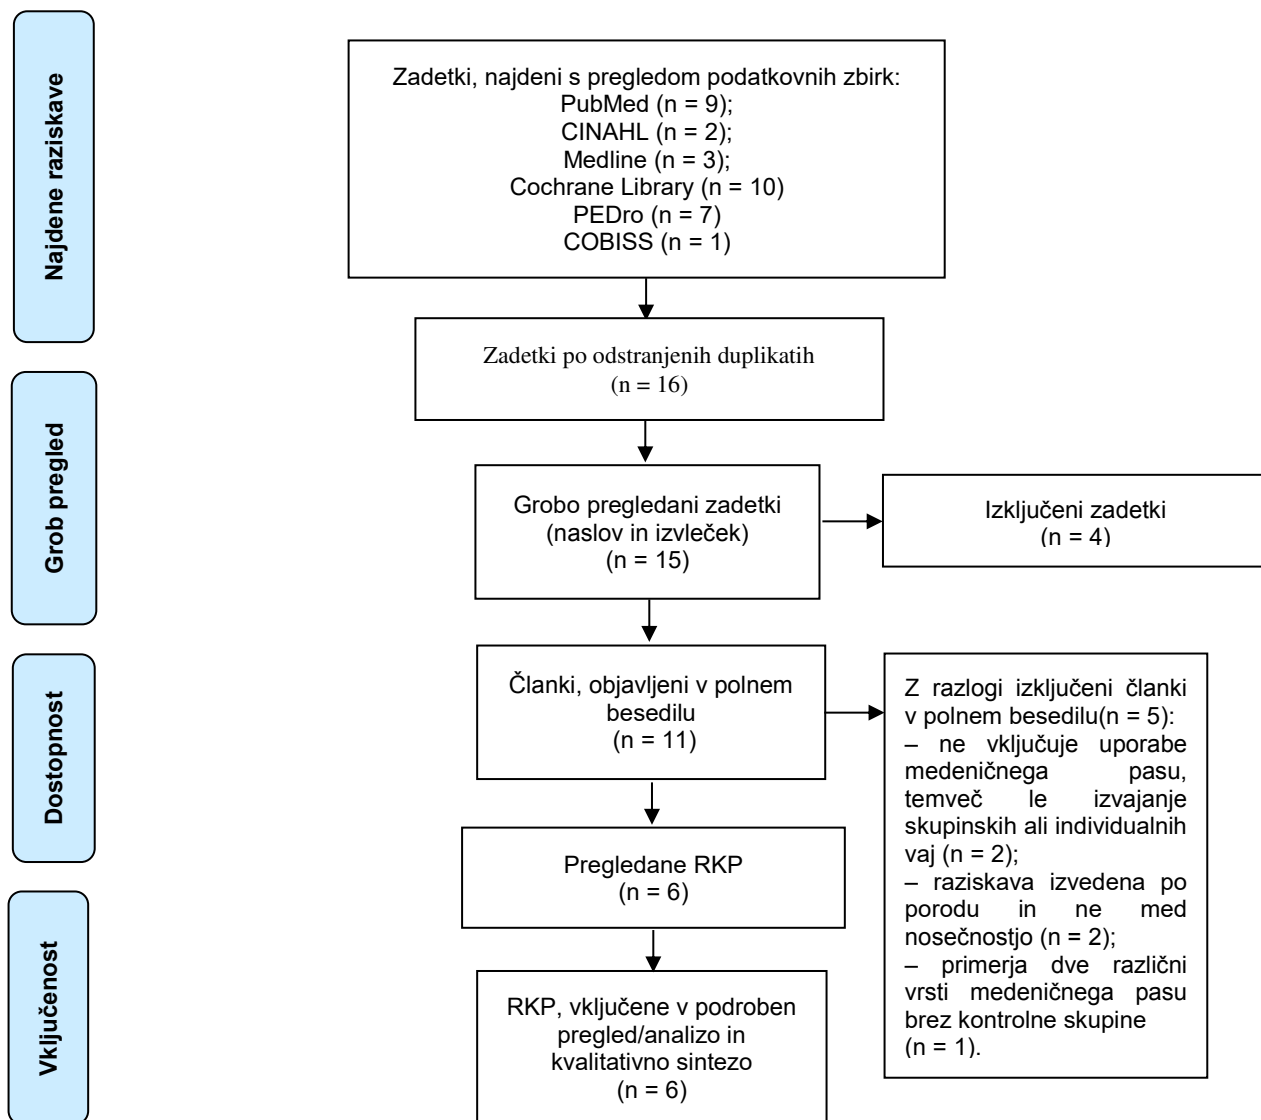 Najdene raziskave
Zadetki, najdeni s pregledom podatkovnih zbirk:
PubMed (n = 9);
CINAHL (n = 2);
Medline (n = 3);
Cochrane Library (n = 10)
PEDro (n = 7)
COBISS (n = 1)
Zadetki po odstranjenih duplikatih
(n = 16)
Grob pregled
Grobo pregledani zadetki
(naslov in izvleček)
(n = 15)
Izključeni zadetki
(n = 4)
Dostopnost
Članki, objavljeni v polnem
besedilu
(n = 11)
Z razlogi izključeni članki
v polnem besedilu(n = 5):
– ne vključuje uporabe
medeničnega pasu,
temveč le izvajanje
skupinskih ali individualnih
vaj (n = 2);
– raziskava izvedena po
porodu in ne med
nosečnostjo (n = 2);
– primerja dve različni
vrsti medeničnega pasu
brez kontrolne skupine
(n = 1).
Pregledane RKP
(n = 6)
Vključenost
RKP, vključene v podroben
pregled/analizo in
kvalitativno sintezo
(n = 6)